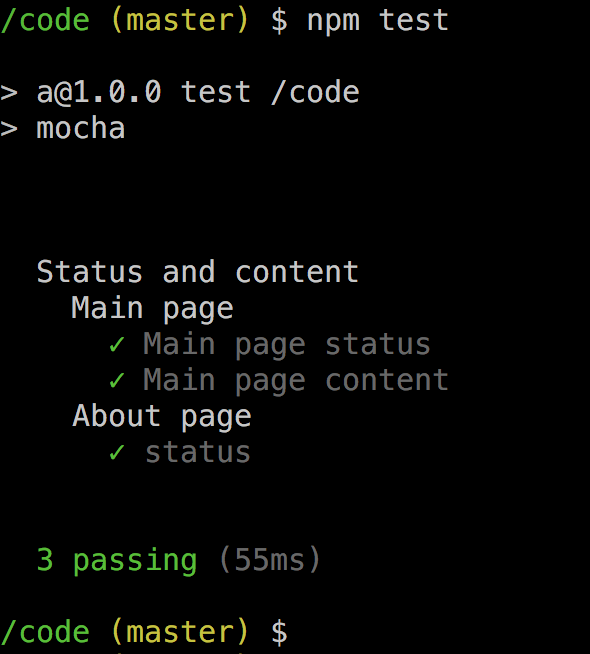 /code (master) $ npm test
> a@1.0.0 test /code
> mocha
Status and content
Main page
✓ Main page status
✓ Main page content
About page
✓ status
3 passing (55ms)
/code (master) $